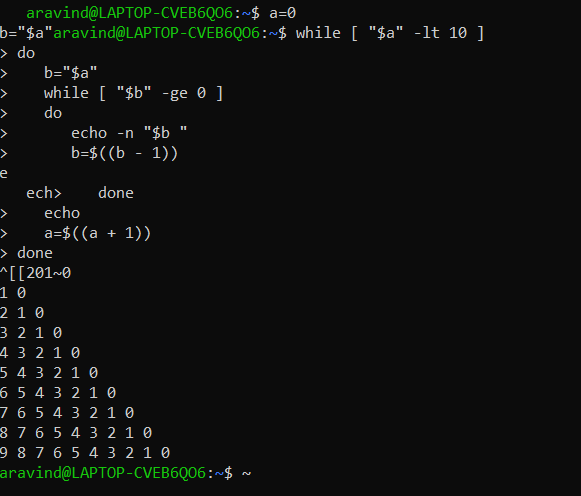 aravind@LAPTOP-CVEB6QO6:~$ a=0
b="$a"aravind@LAPTOP-CVEB6QO6:~$ while [ "$a" -lt 10 ]
> do
>    b="$a"
>    while [ "$b" -ge 0 ]
>    do
>       echo -n "$b "
>       b=$((b - 1))
e
   ech>    done
>    echo
>    a=$((a + 1))
> done
^[[201~0
1 0
2 1 0
3 2 1 0
4 3 2 1 0
5 4 3 2 1 0
6 5 4 3 2 1 0
7 6 5 4 3 2 1 0
8 7 6 5 4 3 2 1 0
9 8 7 6 5 4 3 2 1 0
aravind@LAPTOP-CVEB6QO6:~$ ~